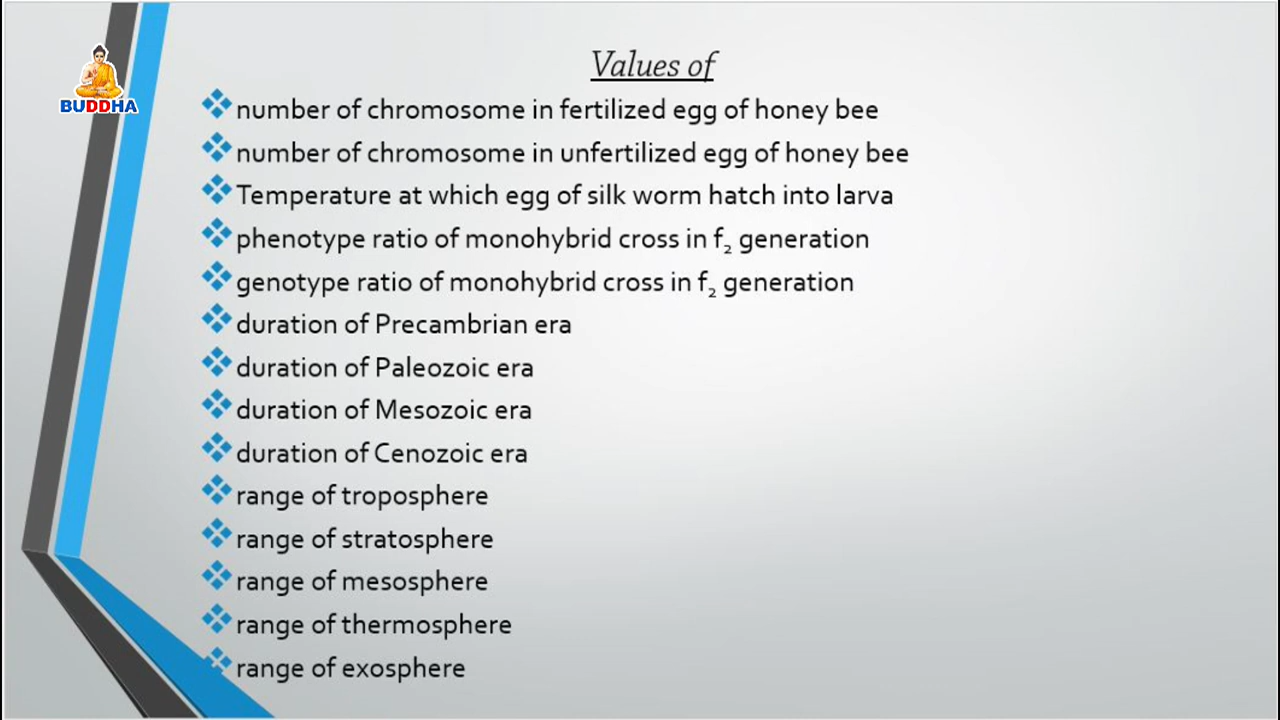 Values of
BUDDHA
number of chromosome in fertilized egg of honey bee
number of chromosome in unfertilized egg of honey bee
Temperature at which egg of silk worm hatch into larva
phenotype ratio of monohybrid cross in f₂ generation
genotype ratio of monohybrid cross in f₂ generation
duration of Precambrian era
duration of Paleozoic era
duration of Mesozoic era
duration of Cenozoic era
range of troposphere
range of stratosphere
range of mesosphere
range of thermosphere
range of exosphere